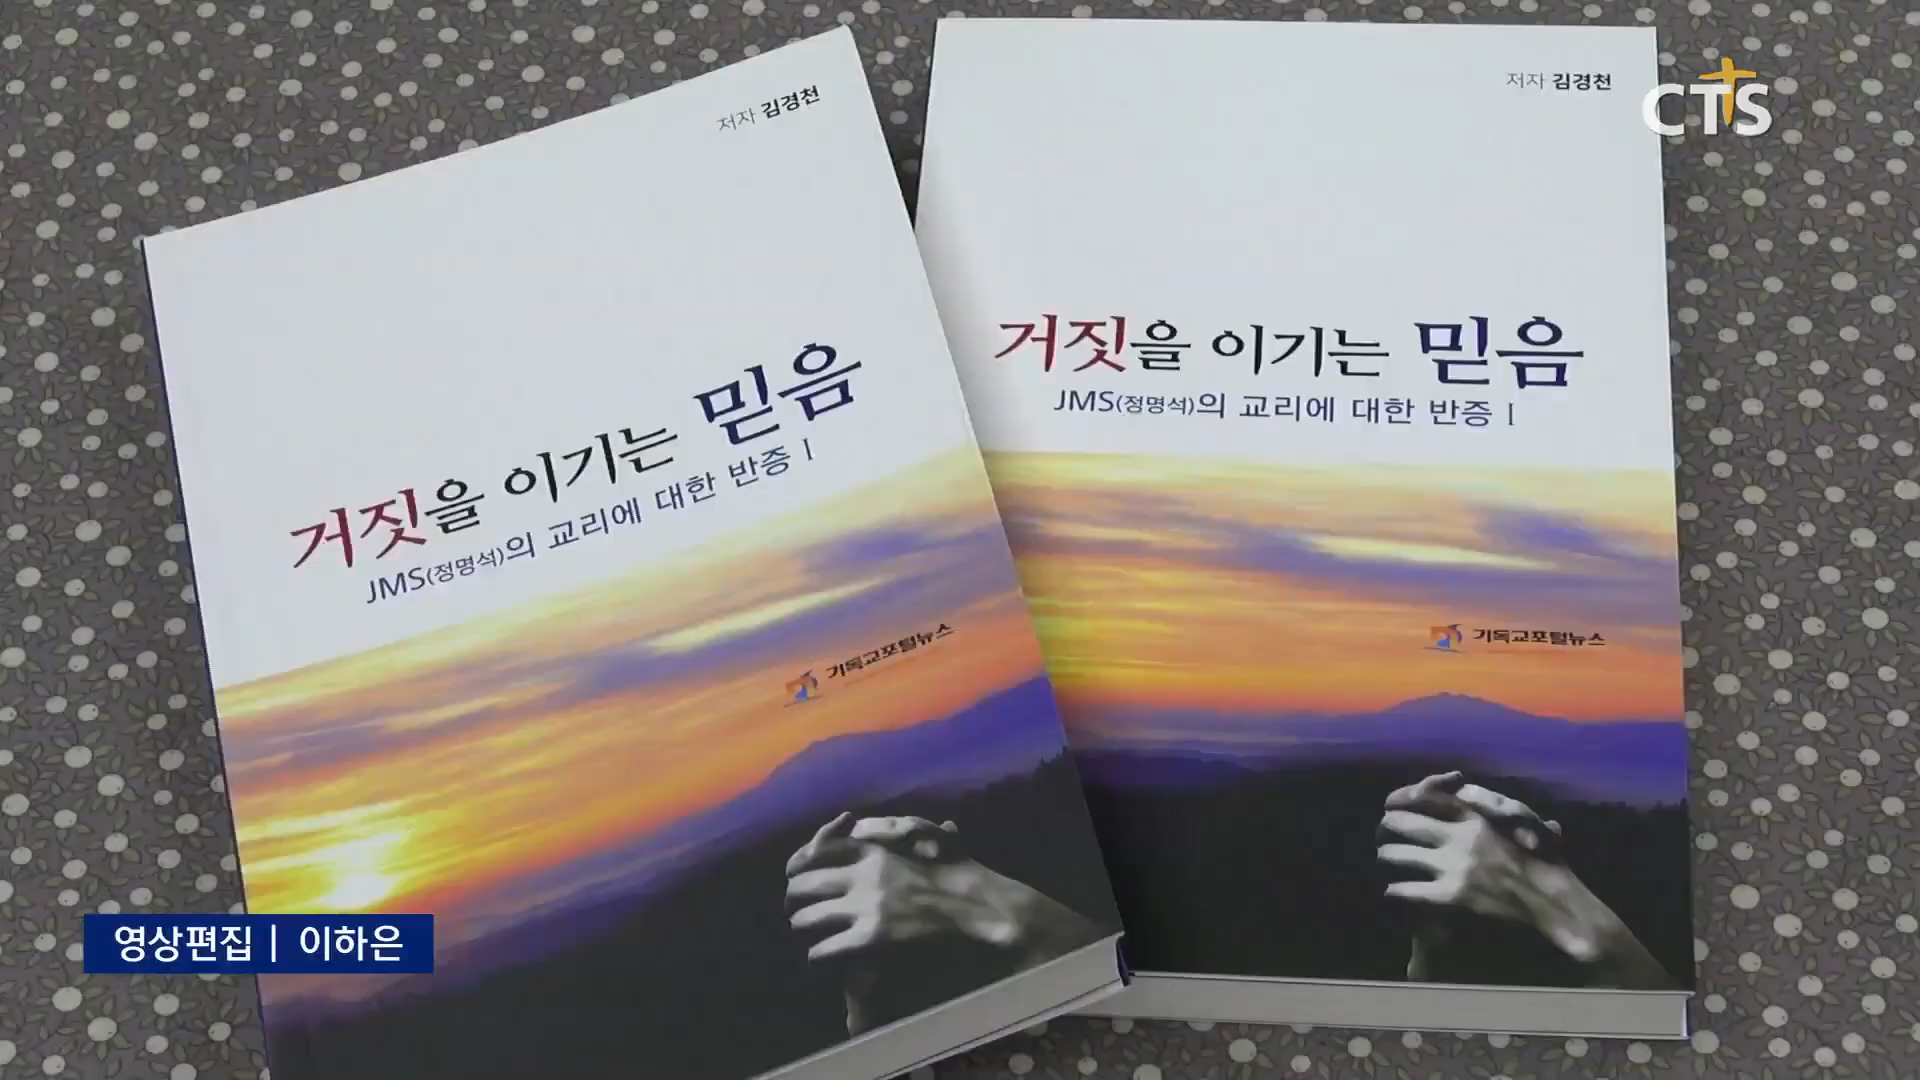 저자 김경천
거짓을 이기는 믿음
JMS(정명석)의 교리에 대한 반증 I
기독교포털뉴스
저자 김경천
거짓을 이기는 믿음
JMS(정명석)의 교리에 대한 반증 I
기독교포털뉴스
CTS
영상편집 | 이하은